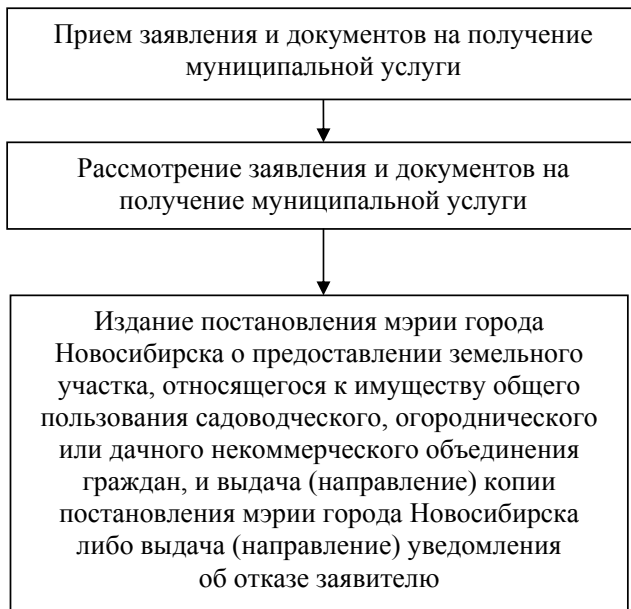 Прием заявления и документов на получение
муниципальной услуги
Рассмотрение заявления и документов на
получение муниципальной услуги
Издание постановления мэрии города
Новосибирска о предоставлении земельного
участка, относящегося к имуществу общего
пользования садоводческого, огороднического
или дачного некоммерческого объединения
граждан, и выдача (направление) копии
постановления мэрии города Новосибирска
либо выдача (направление) уведомления
об отказе заявителю